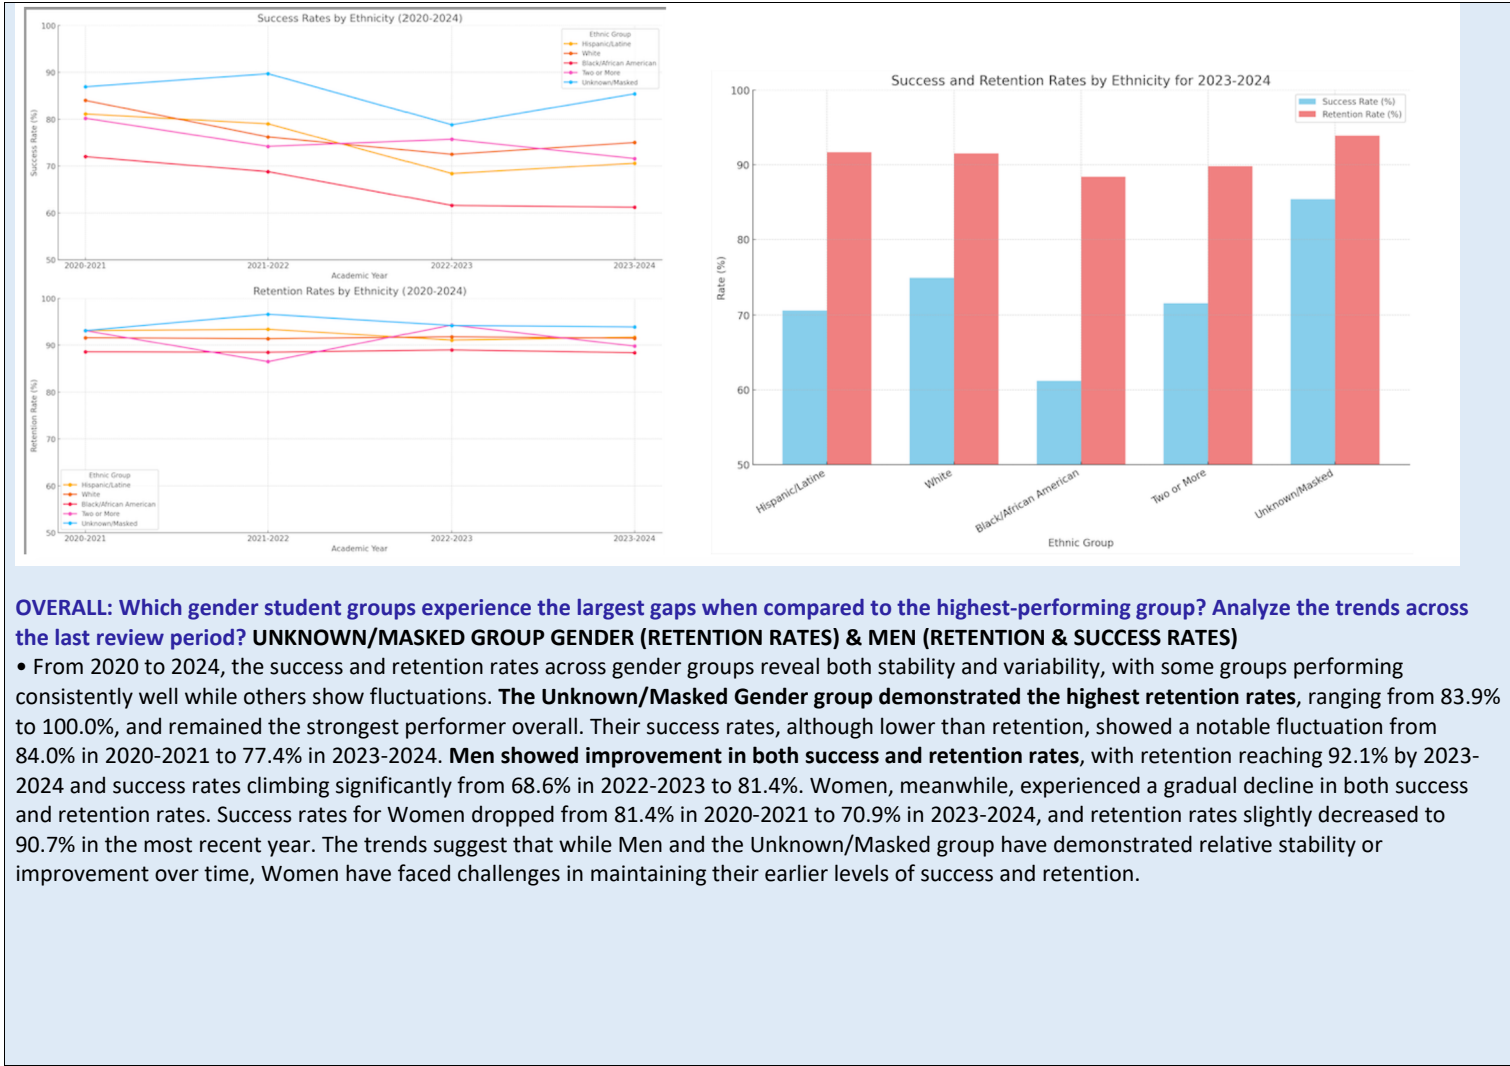 Success Rates by Ethnicity (2020-2024)
100
90
80
70
60
50
Success Rate (%)
Ethnic Group
Hispanic/Latine
White
Black/African American
Two or More
Unknown/Masked
2020-2021
2021-2022
2022-2023
2023-2024
Academic Year
Retention Rates by Ethnicity (2020-2024)
100
90
80
70
60
50
Retention Rate (%)
Ethnic Group
Hispanic/Latine
White
Black/African American
Two or More
Unknown/Masked
2020-2021
2021-2022
2022-2023
2023-2024
Academic Year
Success and Retention Rates by Ethnicity for 2023-2024
100
90
80
70
60
50
Rate (%)
Success Rate (%)
Retention Rate (%)
Hispanic/Latine
White
Black/African American
Two or More
Unknown/Masked
Ethnic Group
OVERALL: Which gender student groups experience the largest gaps when compared to the highest-performing group? Analyze the trends across
the last review period? UNKNOWN/MASKED GROUP GENDER (RETENTION RATES) & MEN (RETENTION & SUCCESS RATES)
• From 2020 to 2024, the success and retention rates across gender groups reveal both stability and variability, with some groups performing
consistently well while others show fluctuations. The Unknown/Masked Gender group demonstrated the highest retention rates, ranging from 83.9%
to 100.0%, and remained the strongest performer overall. Their success rates, although lower than retention, showed a notable fluctuation from
84.0% in 2020-2021 to 77.4% in 2023-2024. Men showed improvement in both success and retention rates, with retention reaching 92.1% by 2023-
2024 and success rates climbing significantly from 68.6% in 2022-2023 to 81.4%. Women, meanwhile, experienced a gradual decline in both success
and retention rates. Success rates for Women dropped from 81.4% in 2020-2021 to 70.9% in 2023-2024, and retention rates slightly decreased to
90.7% in the most recent year. The trends suggest that while Men and the Unknown/Masked group have demonstrated relative stability or
improvement over time, Women have faced challenges in maintaining their earlier levels of success and retention.